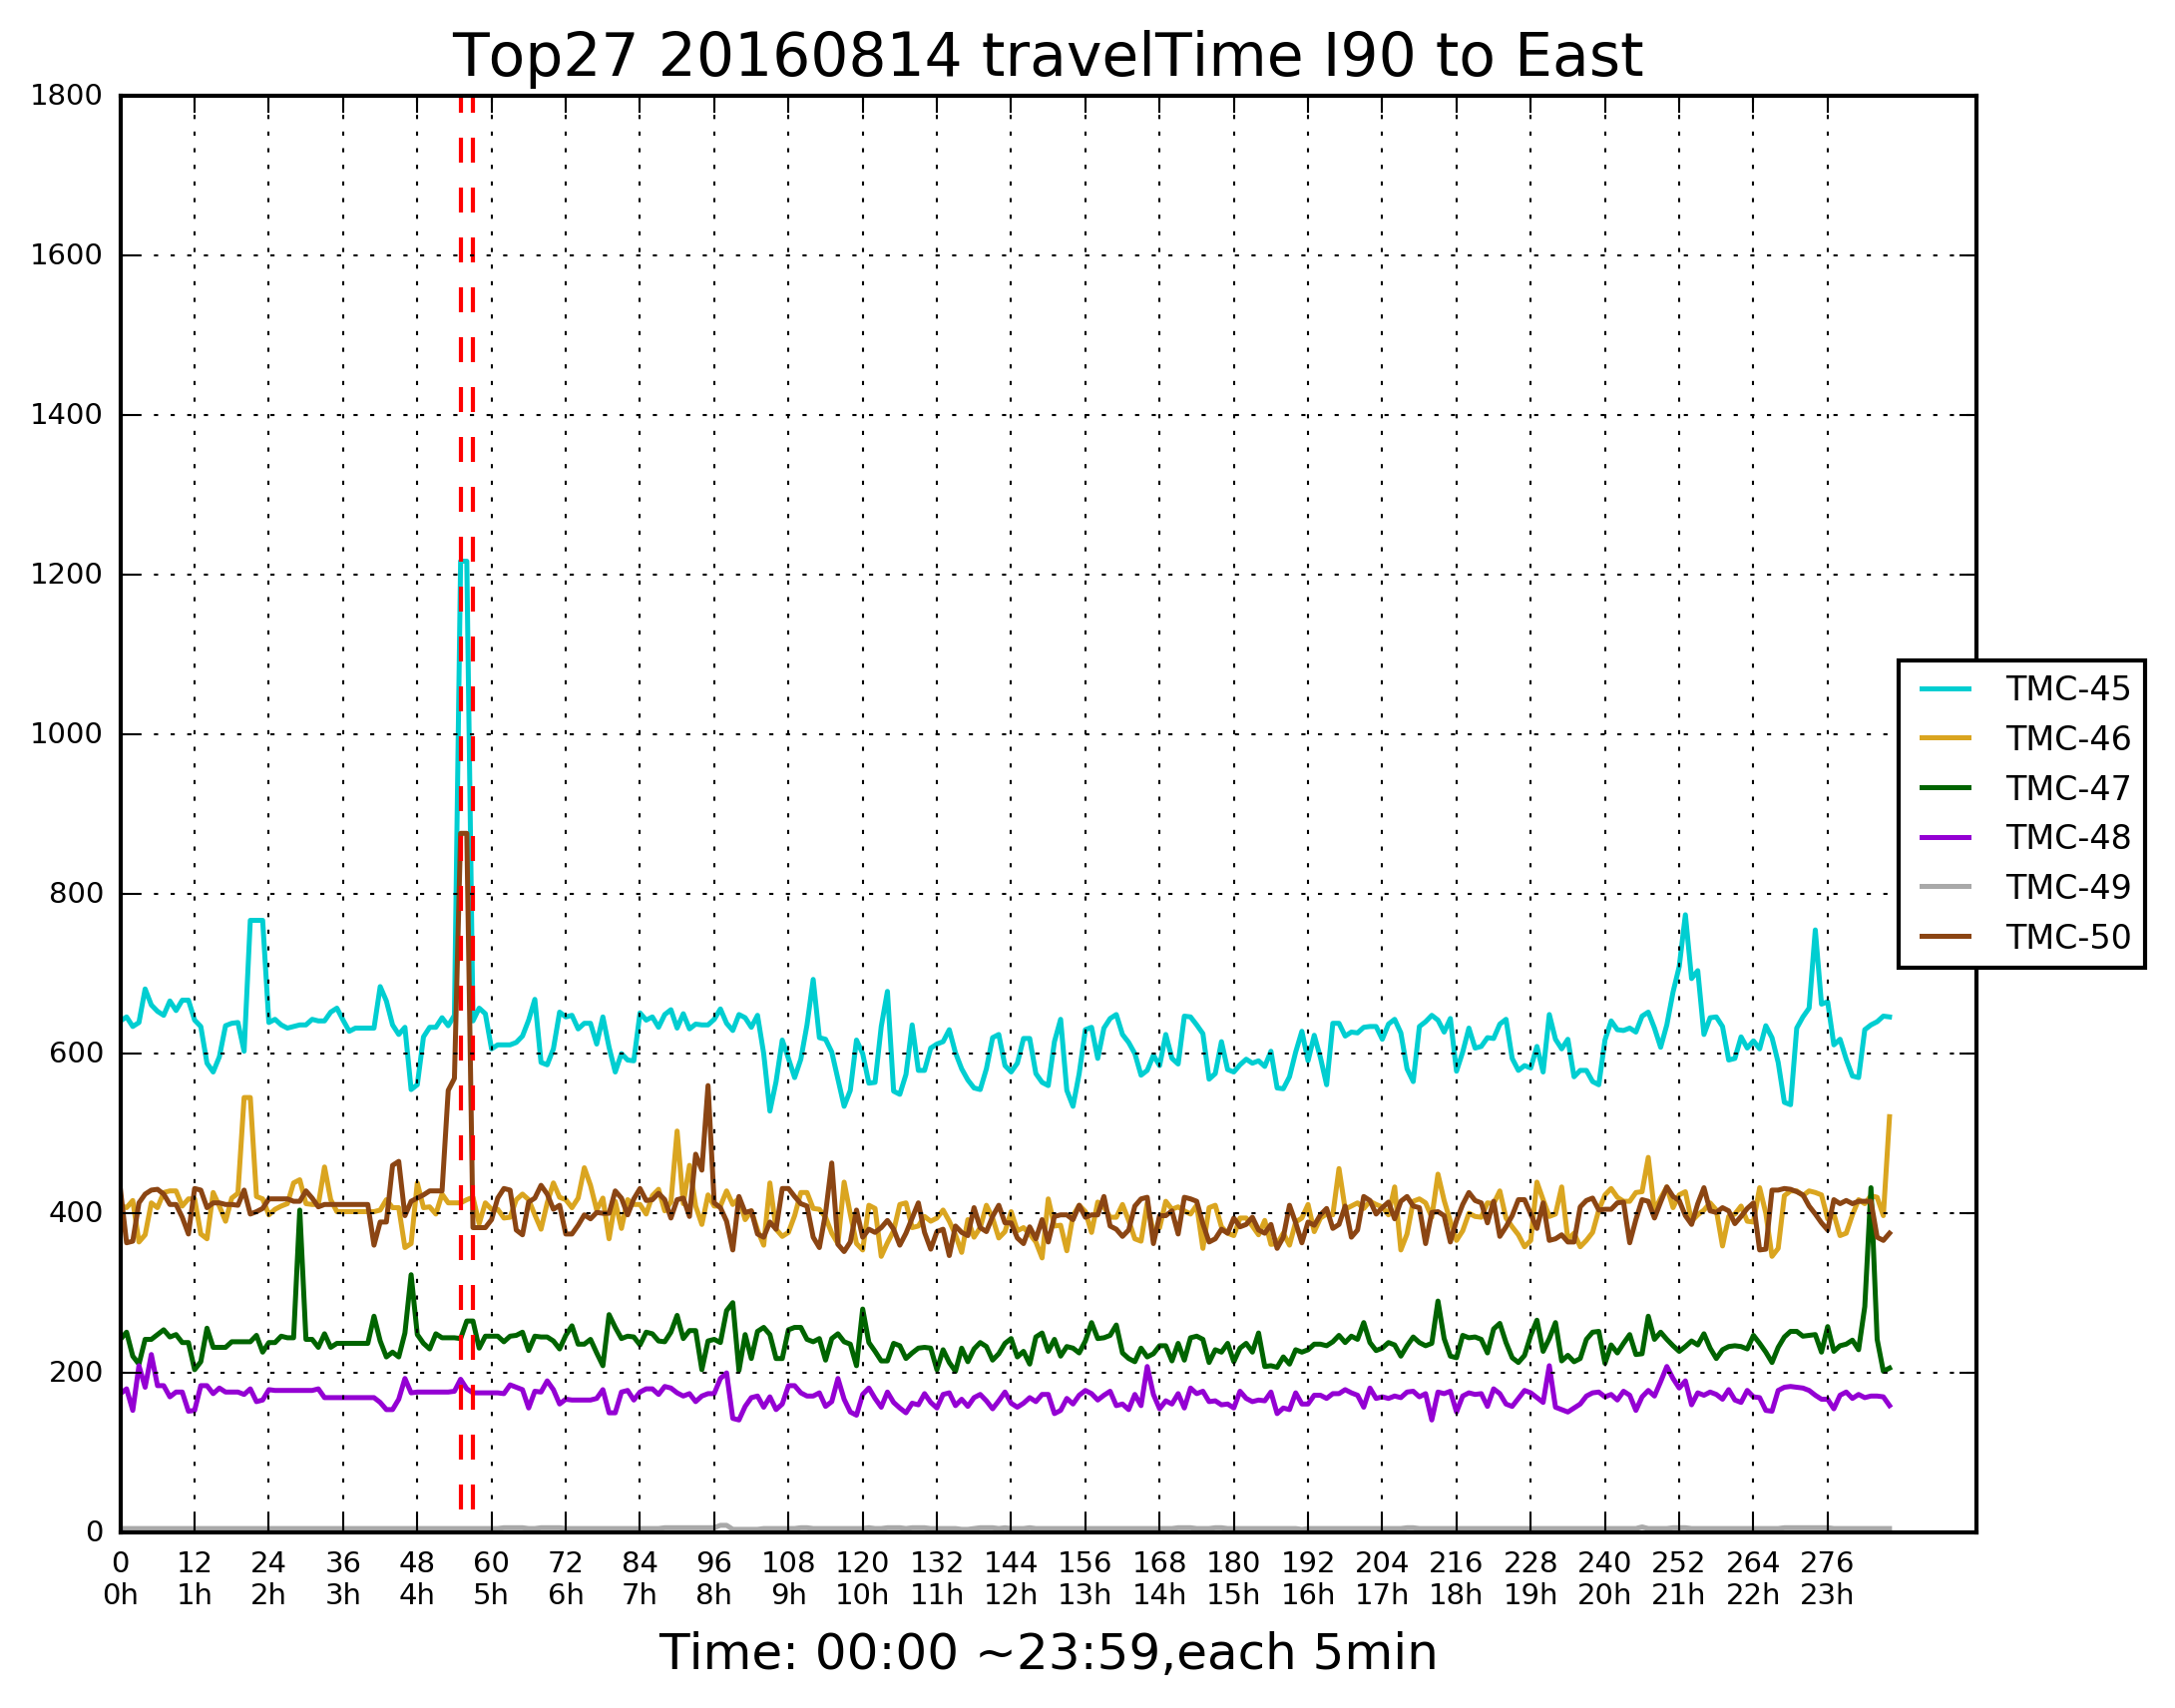 Top27 20160814 travelTime I90 to East
1800
1600
1400
1200
1000
800
600
400
200
0
TMC-45
TMC-46
TMC-47
TMC-48
TMC-49
TMC-50
0 12 24 36 48 60 72 84 96 108 120 132 144 156 168 180 192 204 216 228 240 252 264 276
0h 1h 2h 3h 4h 5h 6h 7h 8h 9h 10h 11h 12h 13h 14h 15h 16h 17h 18h 19h 20h 21h 22h 23h
Time: 00:00 ~23:59,each 5min